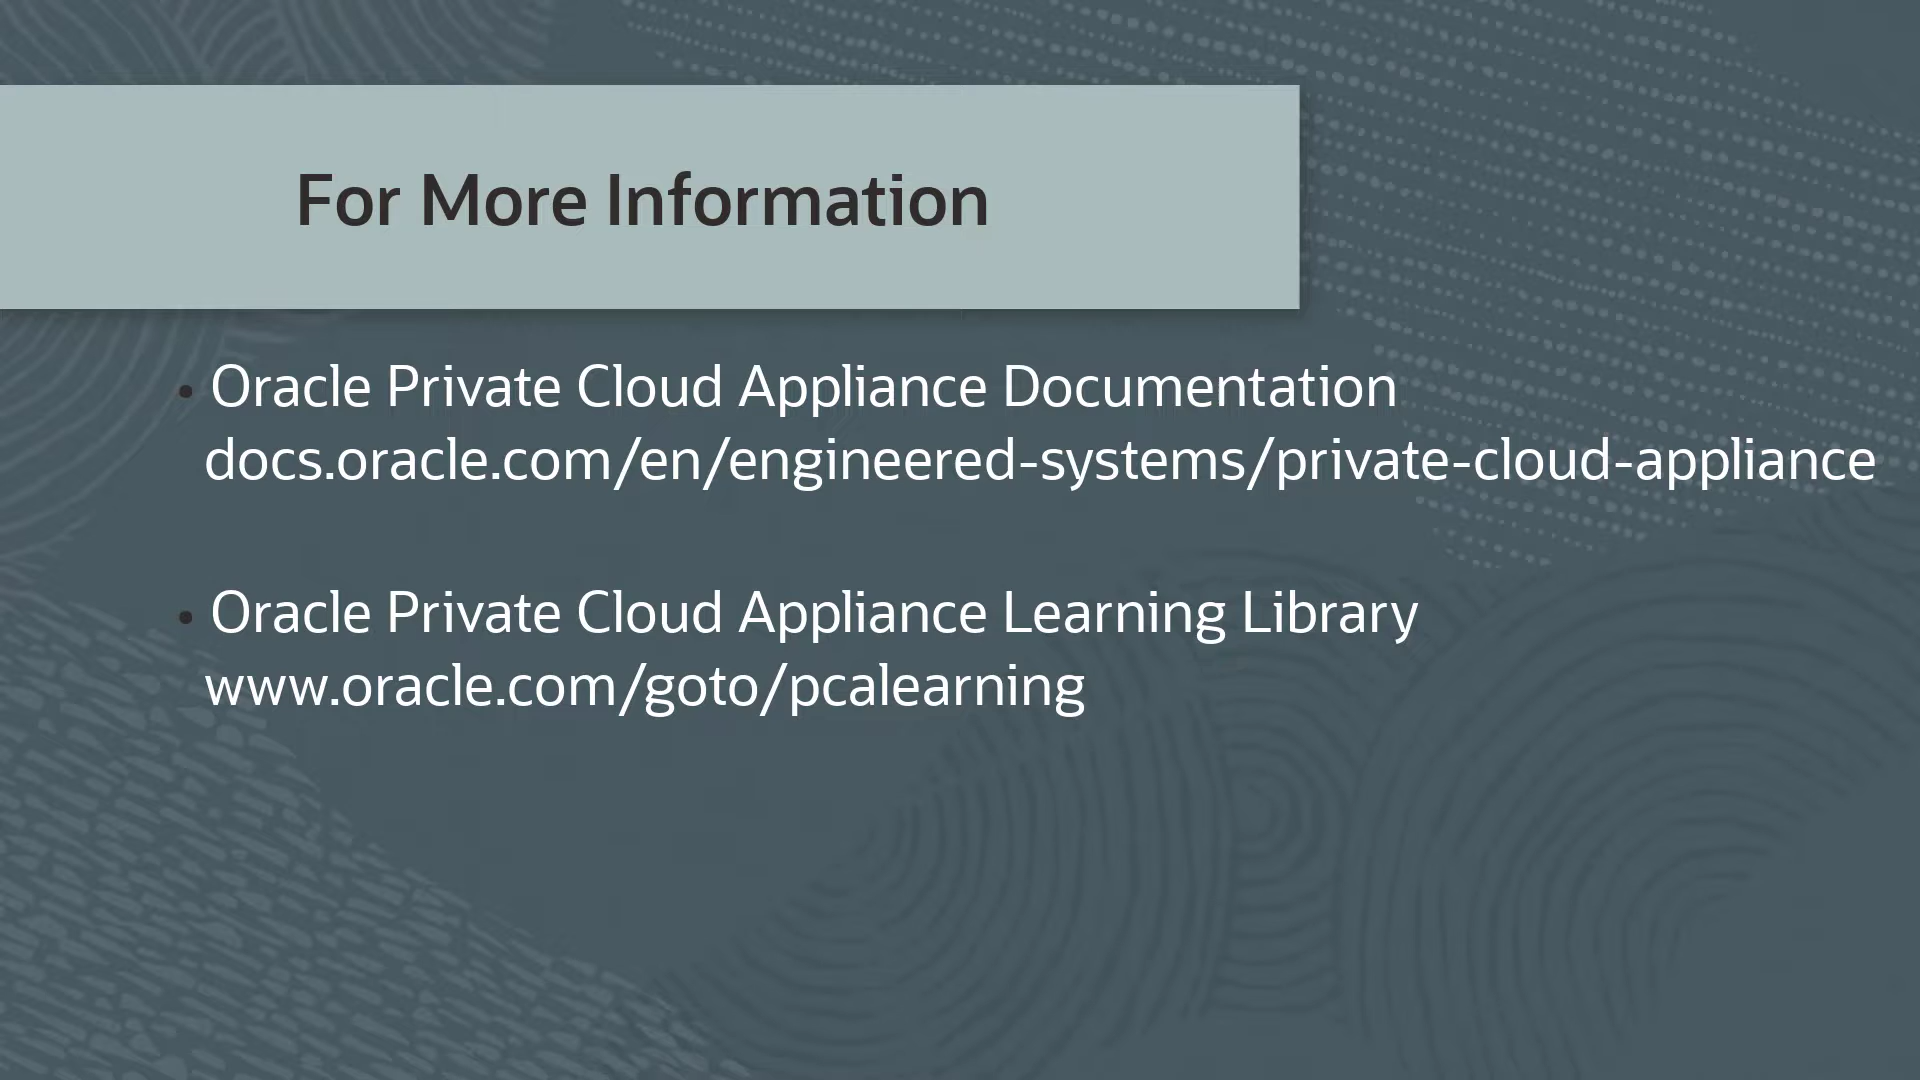 For More Information
• Oracle Private Cloud Appliance Documentation
docs.oracle.com/en/engineered-systems/private-cloud-appliance
• Oracle Private Cloud Appliance Learning Library
www.oracle.com/goto/pcalearning